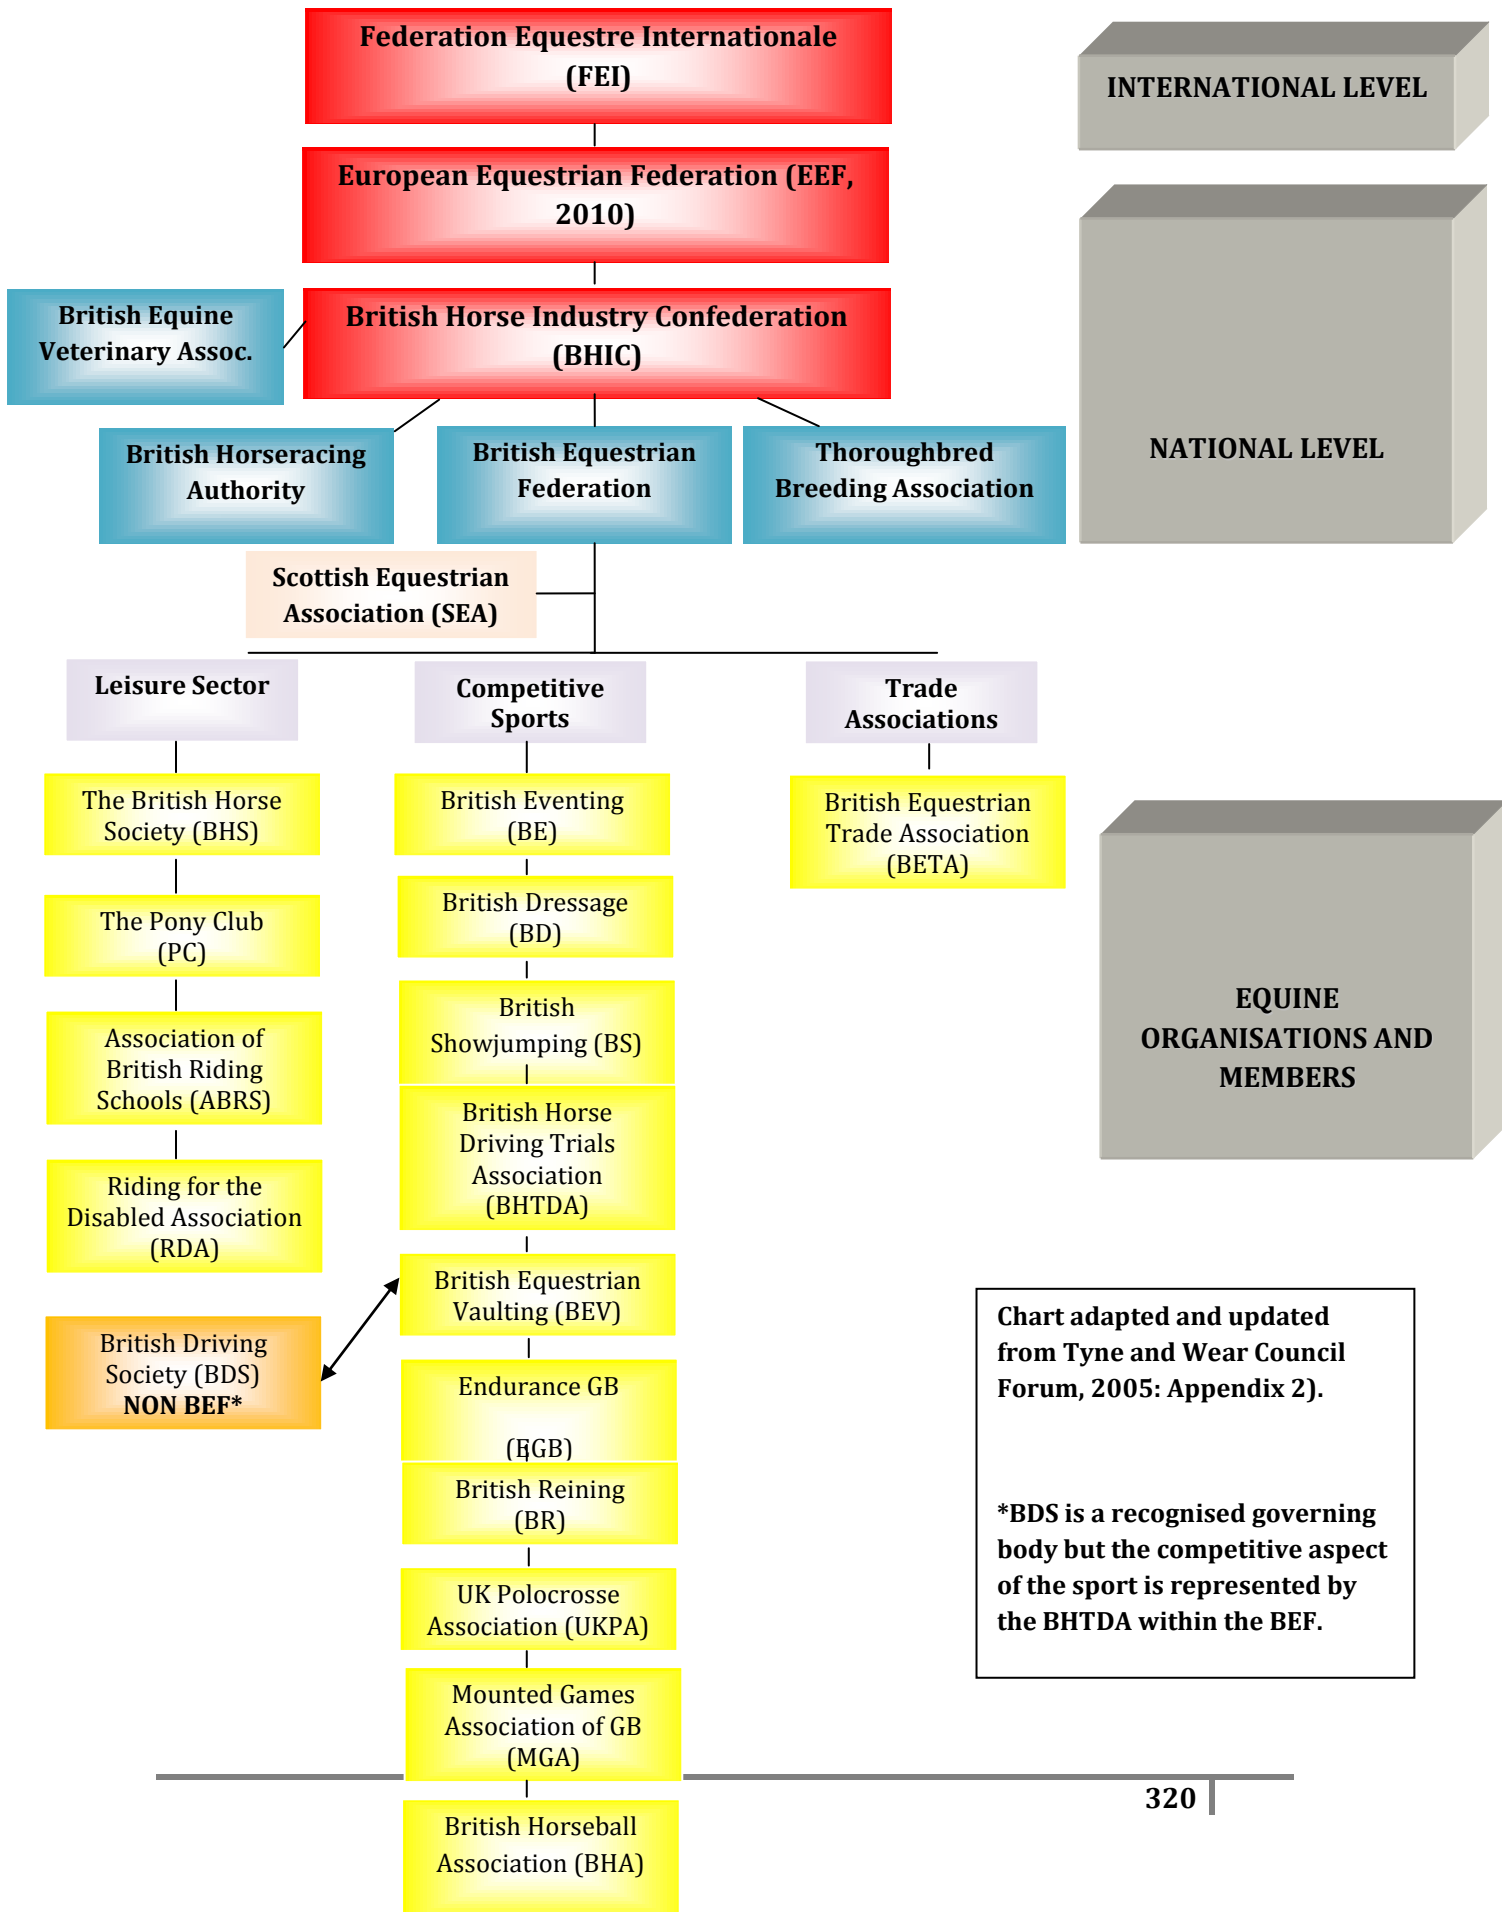 Federation Equestre Internationale
(FEI)
INTERNATIONAL LEVEL
European Equestrian Federation (EEF,
2010)
British Equine
Veterinary Assoc.
British Horse Industry Confederation
(BHIC)
British Horseracing
Authority
British Equestrian
Federation
Thoroughbred
Breeding Association
NATIONAL LEVEL
Scottish Equestrian
Association (SEA)
Leisure Sector
Competitive
Sports
Trade
Associations
The British Horse
Society (BHS)
The Pony Club
(PC)
Association of
British Riding
Schools (ABRS)
Riding for the
Disabled Association
(RDA)
British Driving
Society (BDS)
NON BEF*
British Eventing
(BE)
British Dressage
(BD)
British
Showjumping (BS)
British Horse
Driving Trials
Association
(BHTDA)
British Equestrian
Vaulting (BEV)
Endurance GB
(EGB)
British Reining
(BR)
UK Polocrosse
Association (UKPA)
Mounted Games
Association of GB
(MGA)
British Horseball
Association (BHA)
British Equestrian
Trade Association
(BETA)
EQUINE
ORGANISATIONS AND
MEMBERS
Chart adapted and updated
from Tyne and Wear Council
Forum, 2005: Appendix 2).
*BDS is a recognised governing
body but the competitive aspect
of the sport is represented by
the BHTDA within the BEF.
320